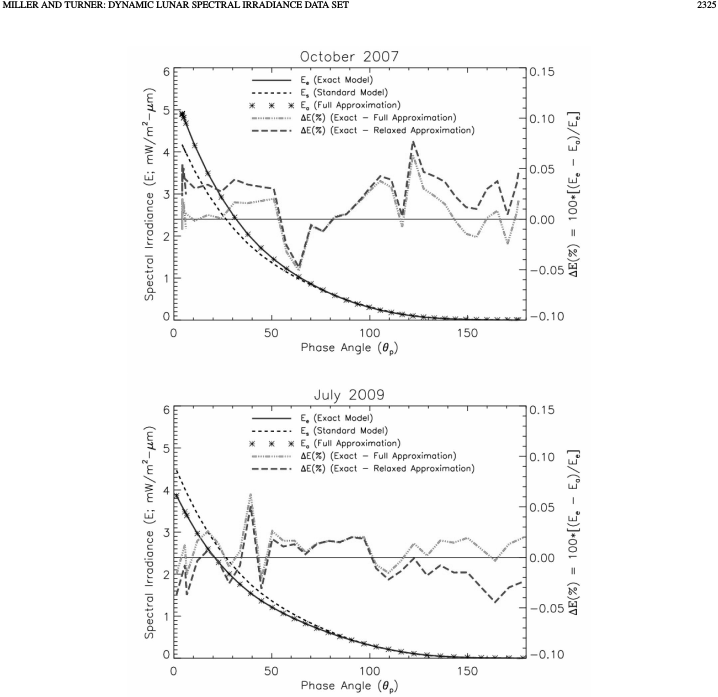 MILLER AND TURNER: DYNAMIC LUNAR SPECTRAL IRRADIANCE DATA SET 2325
October 2007
Spectral Irradiance (E; mW/m²−μm)
6
5
4
3
2
1
0
Eₑ (Exact Model)
Eₛ (Standard Model)
Eₐ (Full Approximation)
ΔE(%) (Exact − Full Approximation)
ΔE(%) (Exact − Relaxed Approximation)
0.15
0.10
0.05
0.00
−0.05
−0.10
ΔE(%) = 100*[(Eₑ − Eₐ)/Eₑ]
0 50 100 150
Phase Angle (θₚ)
July 2009
Spectral Irradiance (E; mW/m²−μm)
6
5
4
3
2
1
0
Eₑ (Exact Model)
Eₛ (Standard Model)
Eₐ (Full Approximation)
ΔE(%) (Exact − Full Approximation)
ΔE(%) (Exact − Relaxed Approximation)
0.15
0.10
0.05
0.00
−0.05
−0.10
ΔE(%) = 100*[(Eₑ − Eₐ)/Eₑ]
0 50 100 150
Phase Angle (θₚ)